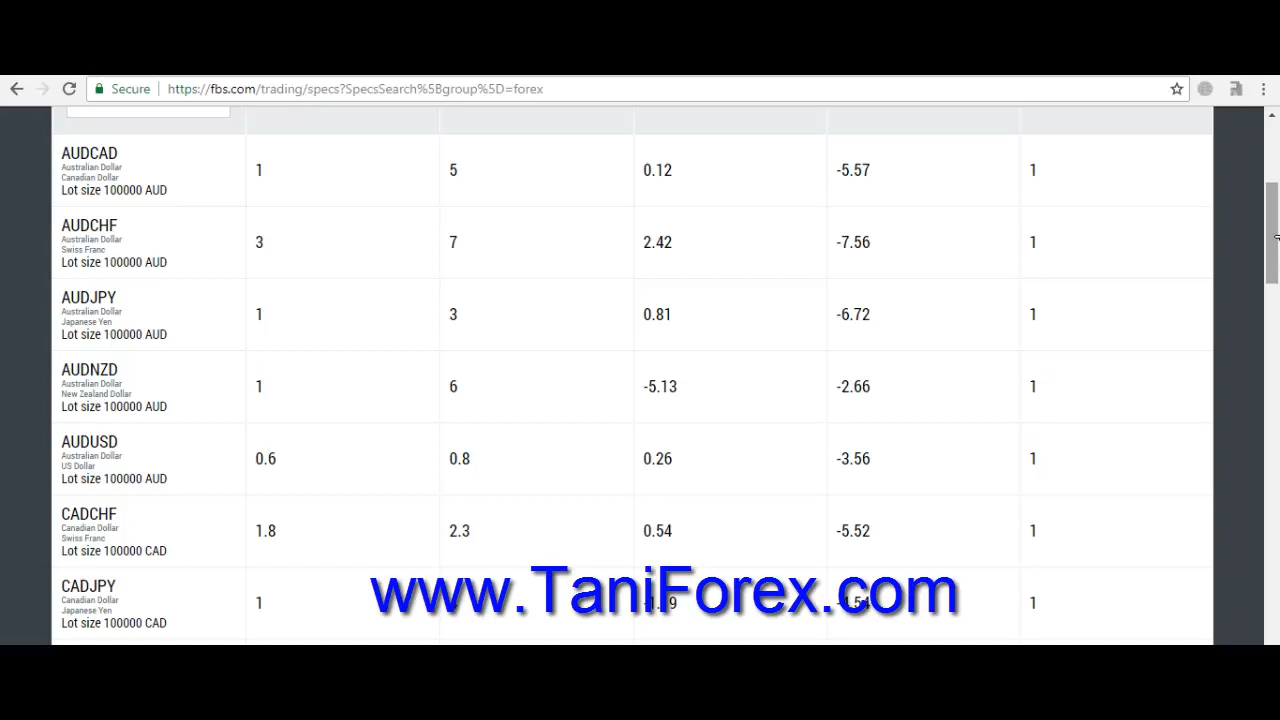 Secure | https://fbs.com/trading/specs?SpecsSearch%5Bgroup%5D=forex
AUDCAD
Australian Dollar
Canadian Dollar
Lot size 100000 AUD
1 5 0.12 -5.57 1
AUDCHF
Australian Dollar
Swiss Franc
Lot size 100000 AUD
3 7 2.42 -7.56 1
AUDJPY
Australian Dollar
Japanese Yen
Lot size 100000 AUD
1 3 0.81 -6.72 1
AUDNZD
Australian Dollar
New Zealand Dollar
Lot size 100000 AUD
1 6 -5.13 -2.66 1
AUDUSD
Australian Dollar
US Dollar
Lot size 100000 AUD
0.6 0.8 0.26 -3.56 1
CADCHF
Canadian Dollar
Swiss Franc
Lot size 100000 CAD
1.8 2.3 0.54 -5.52 1
CADJPY
Canadian Dollar
Japanese Yen
Lot size 100000 CAD
1 1
www.TaniForex.com